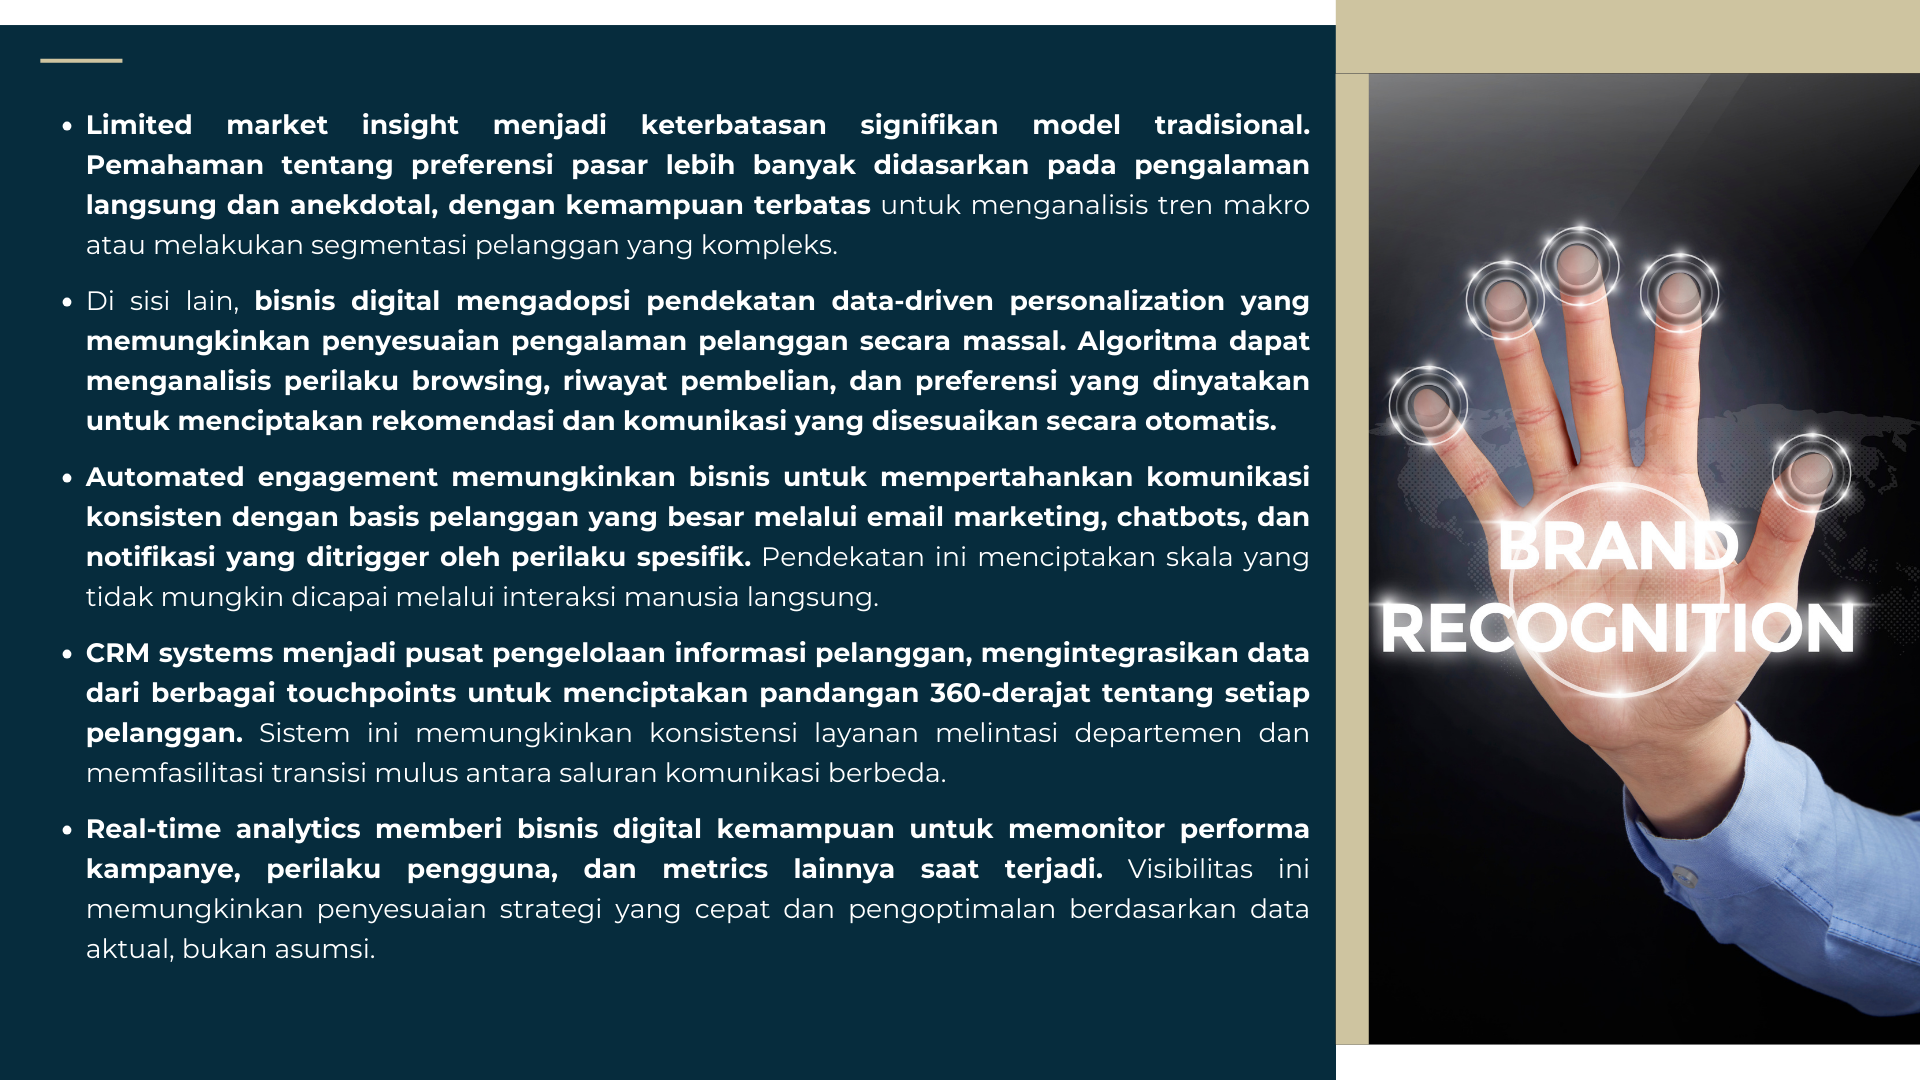 • Limited market insight menjadi keterbatasan signifikan model tradisional.
Pemahaman tentang preferensi pasar lebih banyak didasarkan pada pengalaman
langsung dan anekdotal, dengan kemampuan terbatas untuk menganalisis tren makro
atau melakukan segmentasi pelanggan yang kompleks.
• Di sisi lain, bisnis digital mengadopsi pendekatan data-driven personalization yang
memungkinkan penyesuaian pengalaman pelanggan secara massal. Algoritma dapat
menganalisis perilaku browsing, riwayat pembelian, dan preferensi yang dinyatakan
untuk menciptakan rekomendasi dan komunikasi yang disesuaikan secara otomatis.
• Automated engagement memungkinkan bisnis untuk mempertahankan komunikasi
konsisten dengan basis pelanggan yang besar melalui email marketing, chatbots, dan
notifikasi yang ditrigger oleh perilaku spesifik. Pendekatan ini menciptakan skala yang
tidak mungkin dicapai melalui interaksi manusia langsung.
• CRM systems menjadi pusat pengelolaan informasi pelanggan, mengintegrasikan data
dari berbagai touchpoints untuk menciptakan pandangan 360-derajat tentang setiap
pelanggan. Sistem ini memungkinkan konsistensi layanan melintasi departemen dan
memfasilitasi transisi mulus antara saluran komunikasi berbeda.
• Real-time analytics memberi bisnis digital kemampuan untuk memonitor performa
kampanye, perilaku pengguna, dan metrics lainnya saat terjadi. Visibilitas ini
memungkinkan penyesuaian strategi yang cepat dan pengoptimalan berdasarkan data
aktual, bukan asumsi.
BRAND
RECOGNITION